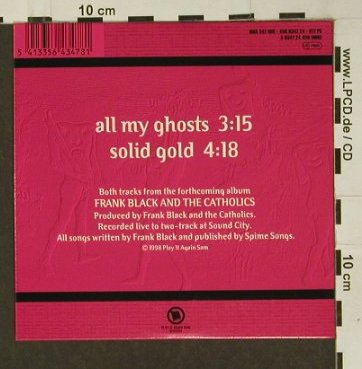 10 cm
5 413356 434781
all my ghosts 3:15
solid gold 4:18
Both tracks from the forthcoming album
FRANK BLACK AND THE CATHOLICS
Produced by Frank Black and the Catholics.
Recorded live to two-track at Sound City.
All songs written by Frank Black and published by Spime Songs.
© 1998 Play It Again Sam
www.LPCD.de / CD
10 cm